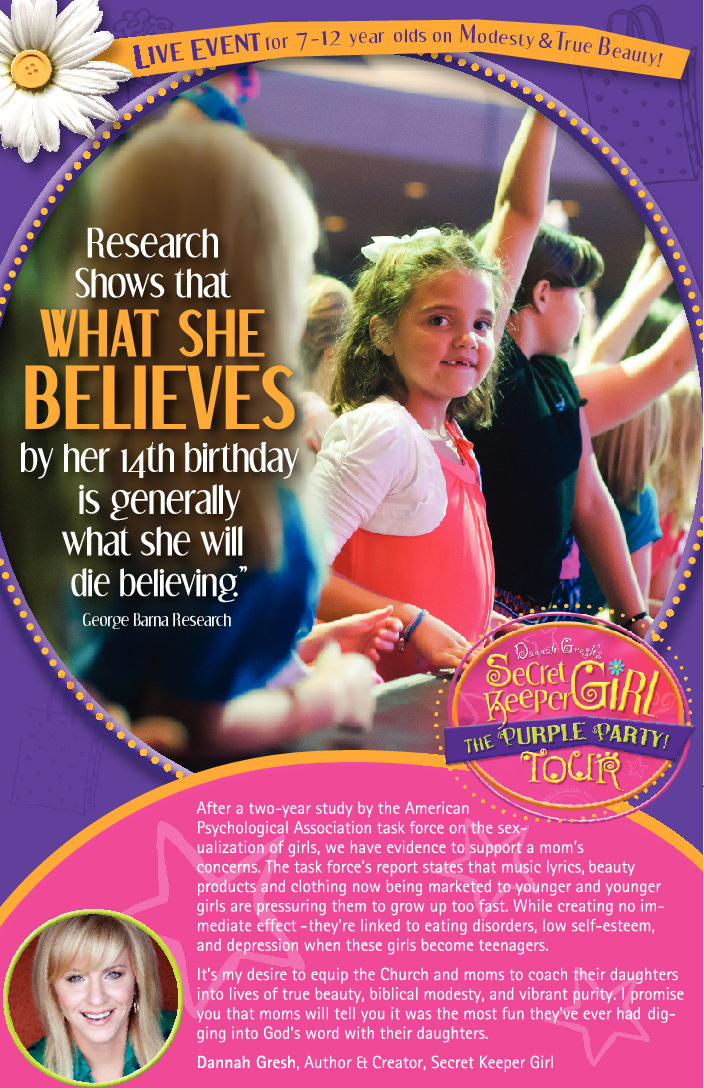 LIVE EVENT for 7-12 year olds on Modesty & True Beauty!
Research
Shows that
WHAT SHE
BELIEVES
by her 14th birthday
is generally
what she will
die believing."
George Barna Research
Dannah Gresh's
Secret
Keeper GiRL
THE PURPLE PARTY!
TOUR
After a two-year study by the American
Psychological Association task force on the sex-
ualization of girls, we have evidence to support a mom's
concerns. The task force's report states that music lyrics, beauty
products and clothing now being marketed to younger and younger
girls are pressuring them to grow up too fast. While creating no im-
mediate effect -they're linked to eating disorders, low self-esteem,
and depression when these girls become teenagers.
It's my desire to equip the Church and moms to coach their daughters
into lives of true beauty, biblical modesty, and vibrant purity. I promise
you that moms will tell you it was the most fun they've ever had dig-
ging into God's word with their daughters.
Dannah Gresh, Author & Creator, Secret Keeper Girl